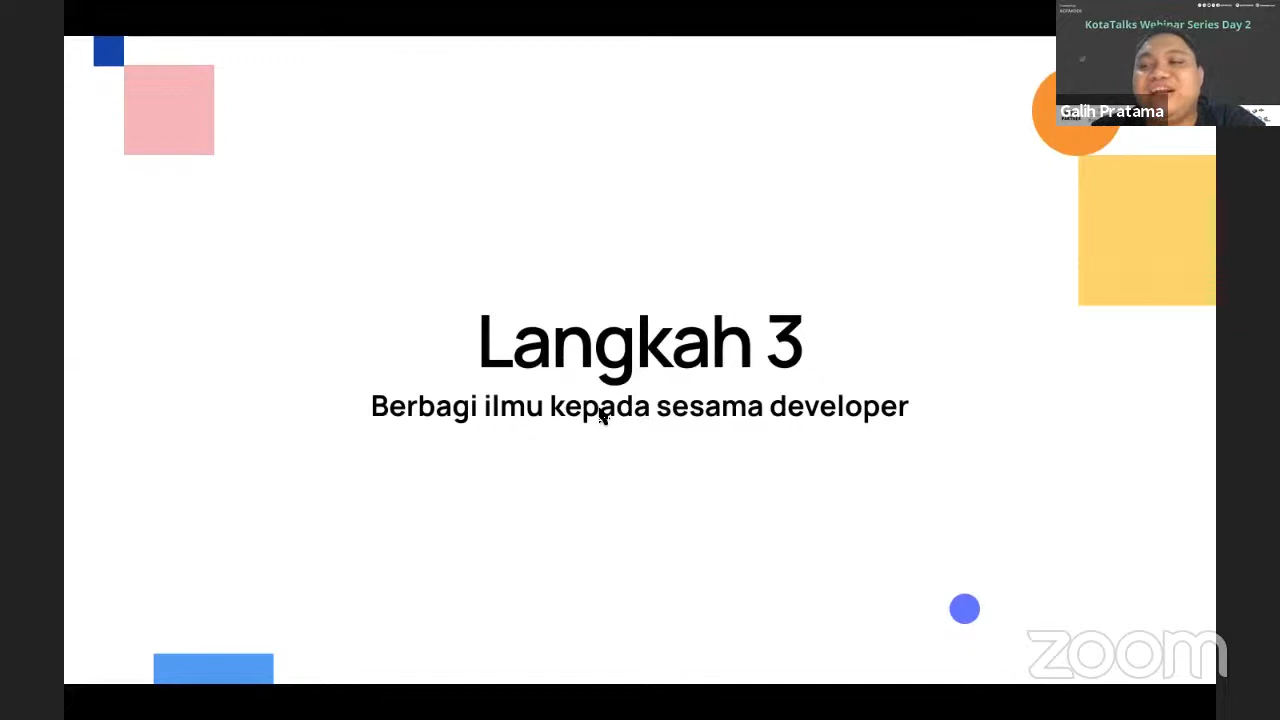 KotaTalks Webinar Series Day 2
Galih Pratama
Langkah 3
Berbagi ilmu kepada sesama developer
zoom